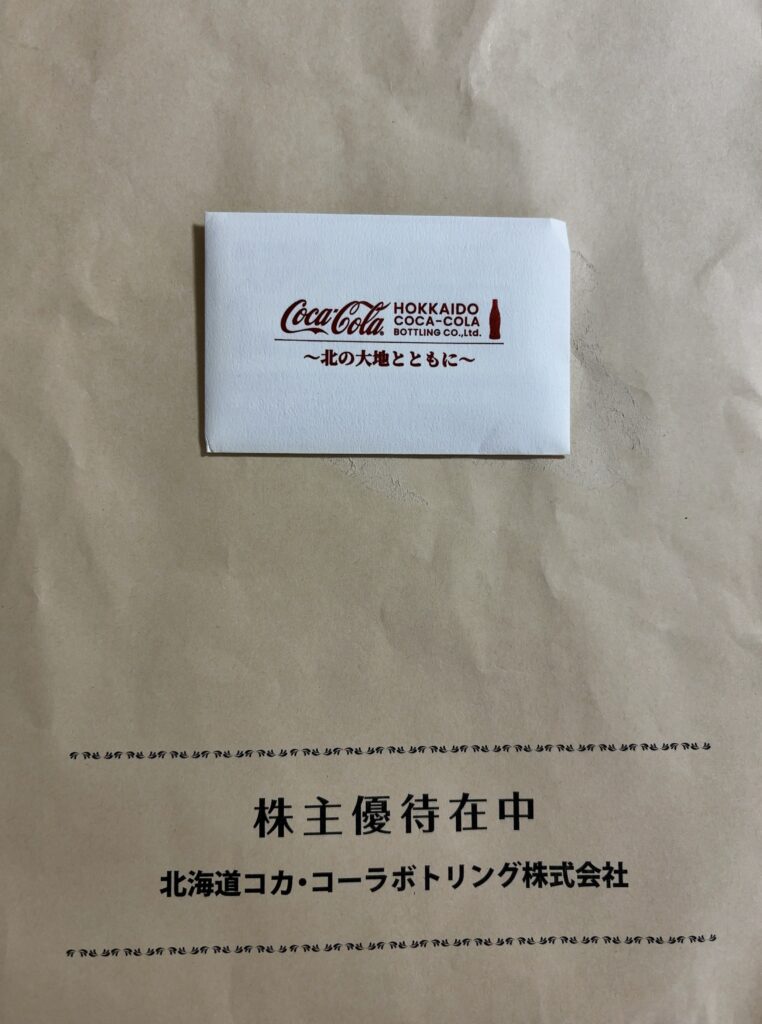 Coca-Cola
HOKKAIDO
COCA-COLA
BOTTLING CO.,Ltd.
～北の大地とともに～
株主優待在中
北海道コカ・コーラボトリング株式会社